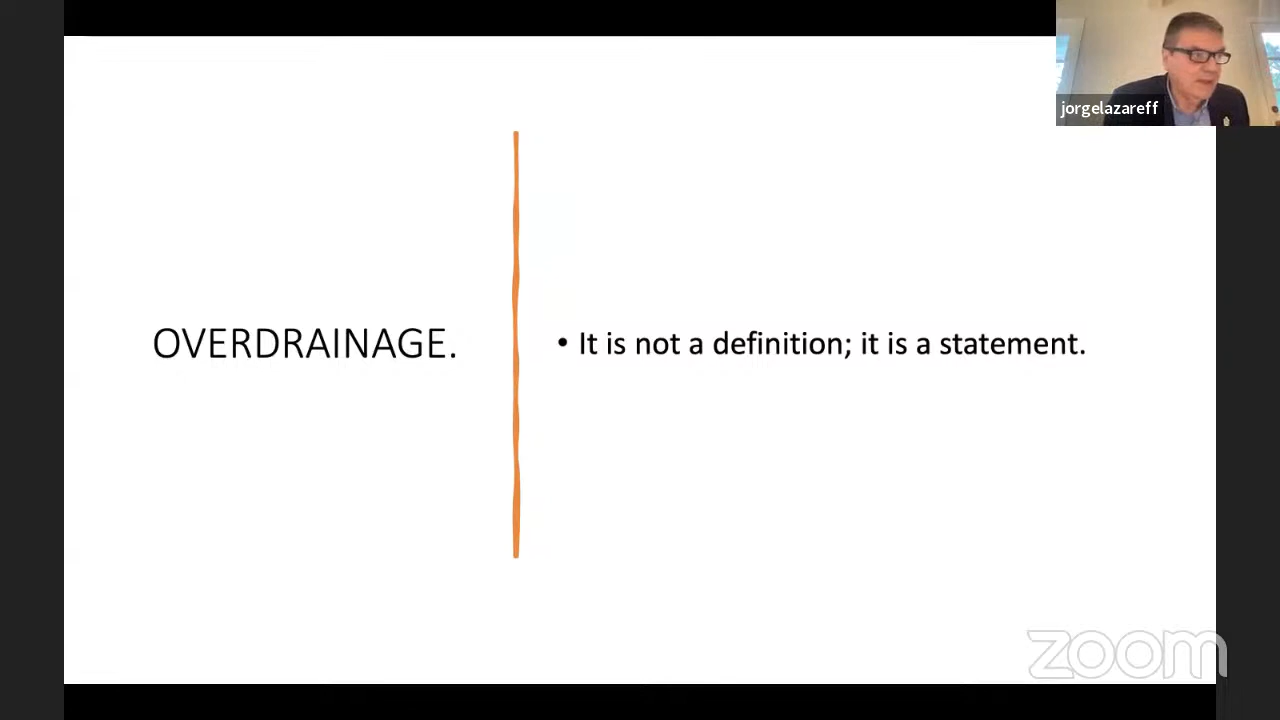 jorgelazareff
OVERDRAINAGE.
• It is not a definition; it is a statement.
zoom